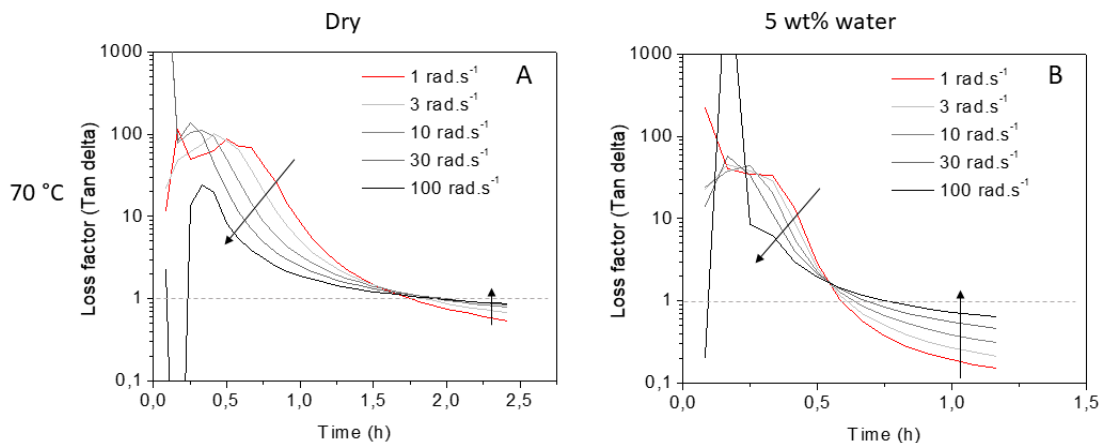 Dry
5 wt% water
70 °C
A
Loss factor (Tan delta)
1000
100
10
1
0,1
1 rad.s⁻¹
3 rad.s⁻¹
10 rad.s⁻¹
30 rad.s⁻¹
100 rad.s⁻¹
0,0 0,5 1,0 1,5 2,0 2,5
Time (h)
B
Loss factor (Tan delta)
1000
100
10
1
0,1
1 rad.s⁻¹
3 rad.s⁻¹
10 rad.s⁻¹
30 rad.s⁻¹
100 rad.s⁻¹
0,0 0,5 1,0 1,5
Time (h)